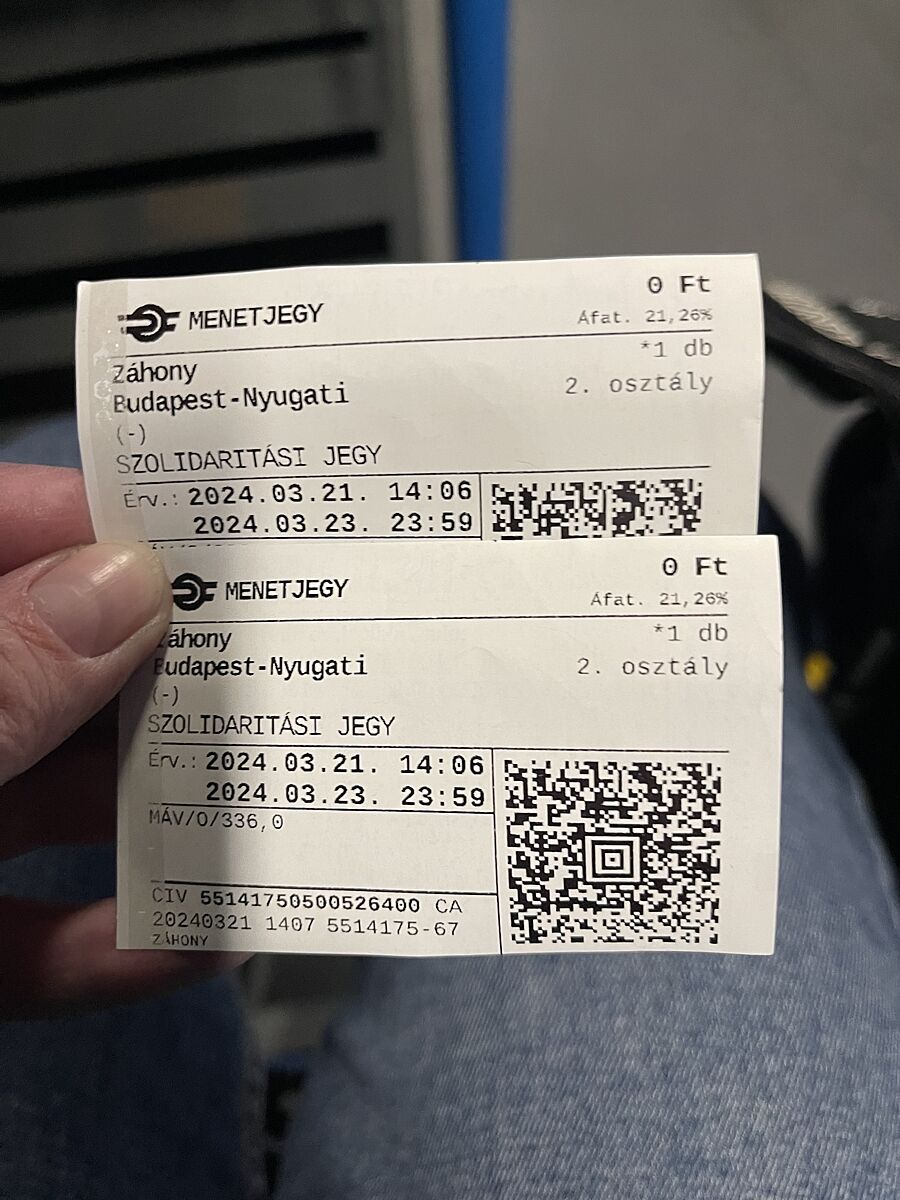 MENETJEGY 0 Ft
Áfat. 21,26%
Záhony *1 db
Budapest-Nyugati 2. osztály
(-)
SZOLIDARITÁSI JEGY
Érv.: 2024.03.21. 14:06
2024.03.23. 23:59
MENETJEGY 0 Ft
Áfat. 21,26%
Záhony *1 db
Budapest-Nyugati 2. osztály
(-)
SZOLIDARITÁSI JEGY
Érv.: 2024.03.21. 14:06
2024.03.23. 23:59
MÁV/0/336,0
CIV 55141750500526400 CA
20240321 1407 5514175-67
ZÁHONY